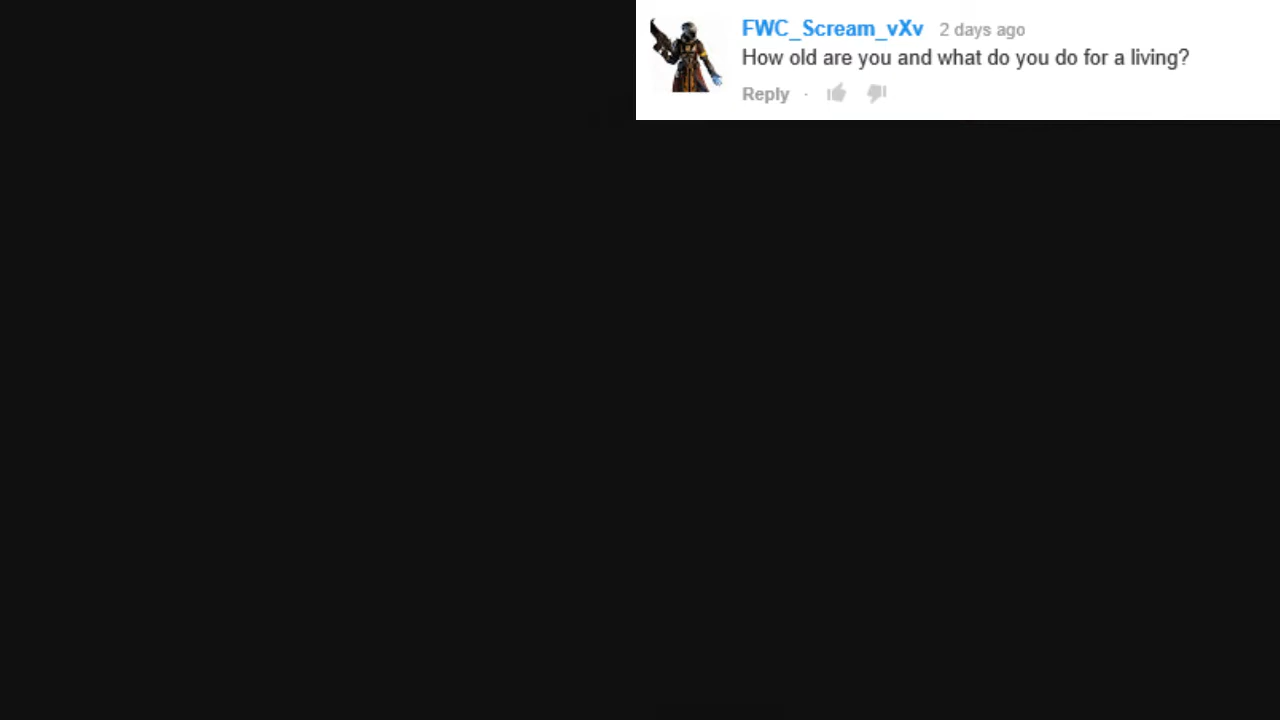 FWC_Scream_vXv 2 days ago
How old are you and what do you do for a living?
Reply ·